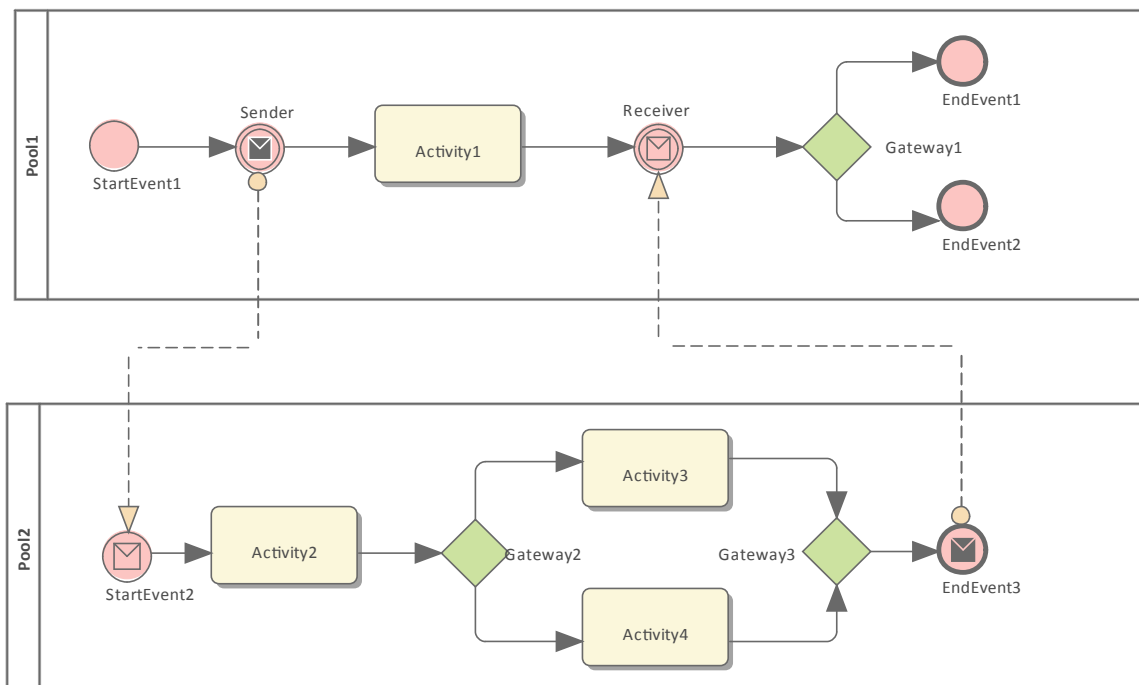 Pool1
StartEvent1
Sender
Activity1
Receiver
Gateway1
EndEvent1
EndEvent2
Pool2
StartEvent2
Activity2
Gateway2
Activity3
Activity4
Gateway3
EndEvent3